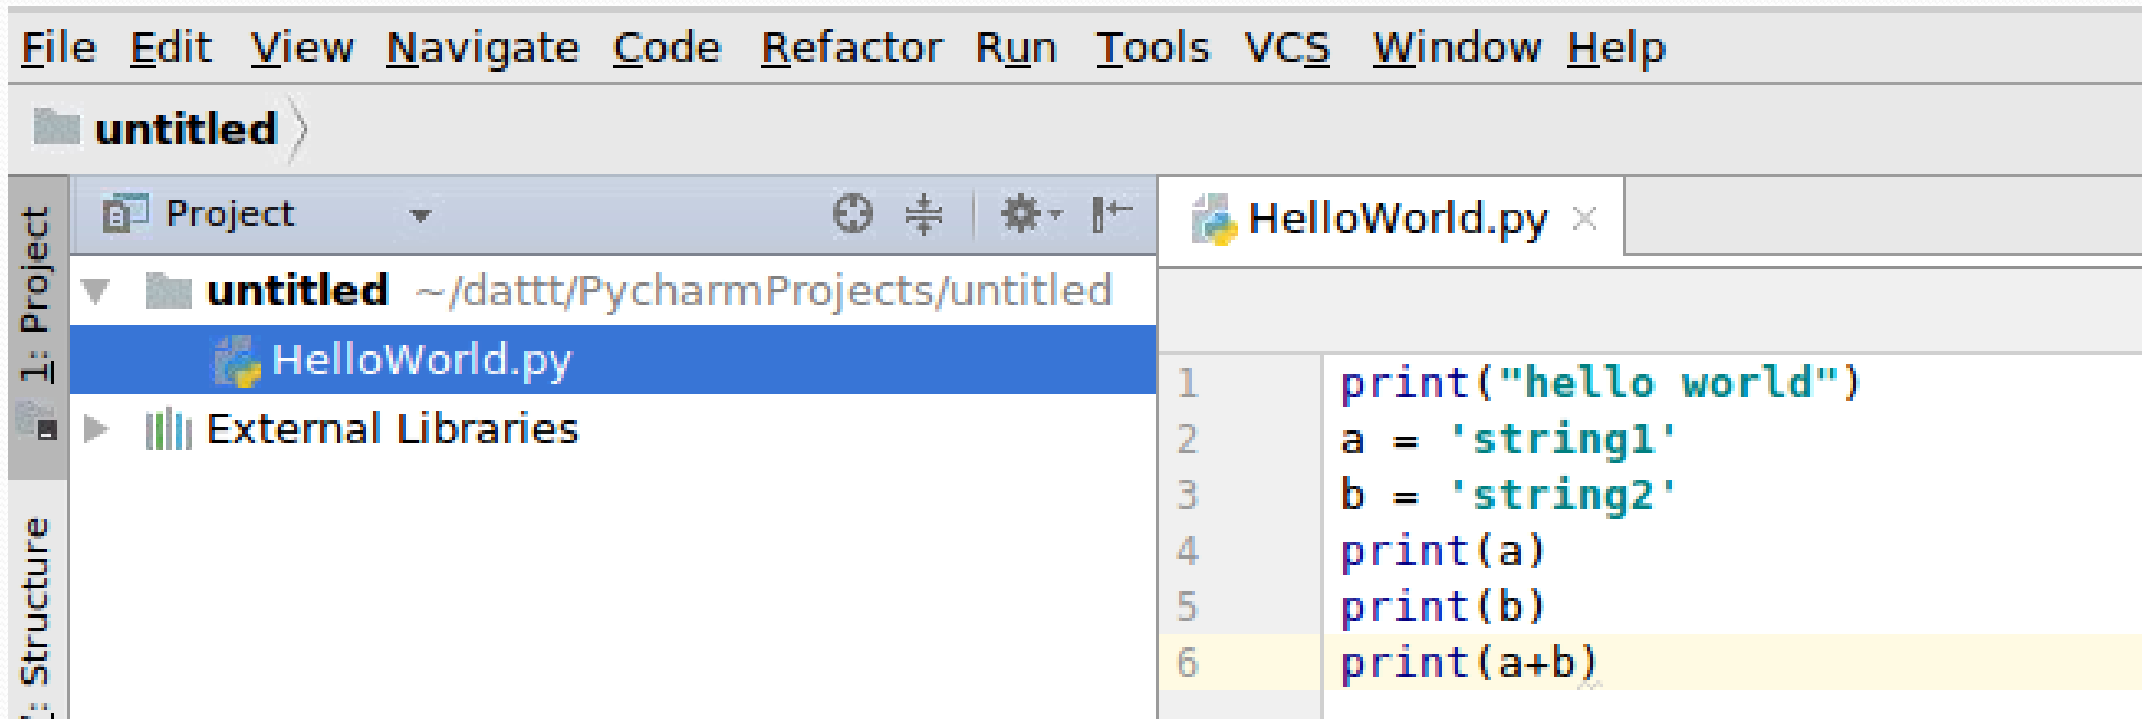 File Edit View Navigate Code Refactor Run Tools VCS Window Help
untitled
1: Project
Structure
Project
untitled ~/dattt/PycharmProjects/untitled
HelloWorld.py
External Libraries
HelloWorld.py
1 print("hello world")
2 a = 'string1'
3 b = 'string2'
4 print(a)
5 print(b)
6 print(a+b)